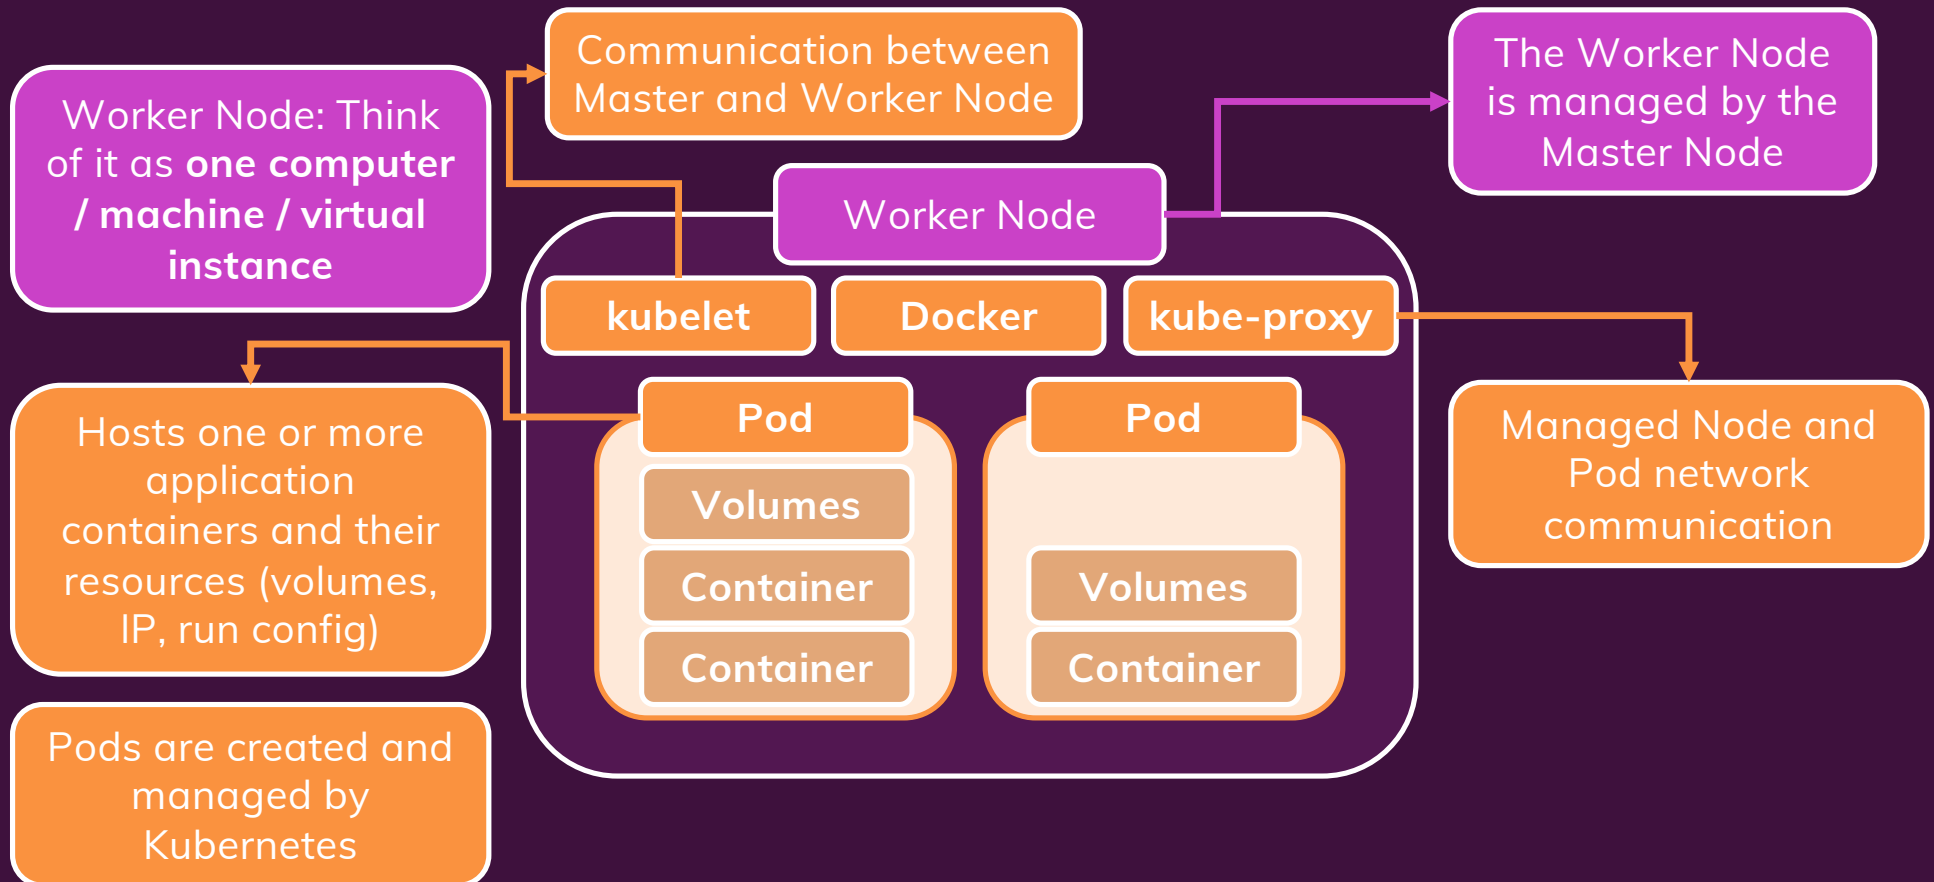 Communication between
Master and Worker Node
The Worker Node
is managed by the
Master Node
Worker Node: Think
of it as one computer
/ machine / virtual
instance
Worker Node
kubelet
Docker
kube-proxy
Hosts one or more
application
containers and their
resources (volumes,
IP, run config)
Pod
Volumes
Container
Container
Pod
Volumes
Container
Managed Node and
Pod network
communication
Pods are created and
managed by
Kubernetes